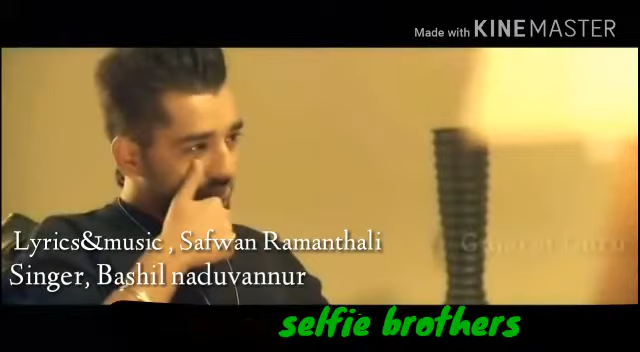 Made with KINEMASTER
Lyrics&music , Safwan Ramanthali
Singer, Bashil naduvannur
selfie brothers